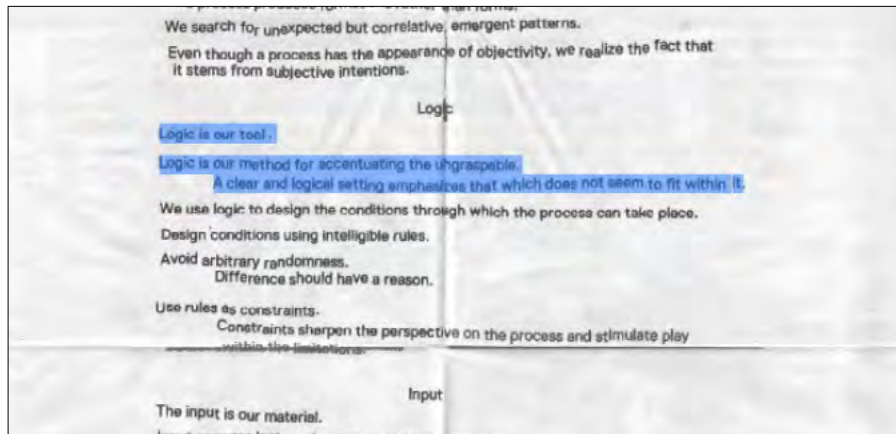 We search for unexpected but correlative, emergent patterns.
Even though a process has the appearance of objectivity, we realize the fact that
it stems from subjective intentions.
Logic
Logic is our tool.
Logic is our method for accentuating the ungraspable.
A clear and logical setting emphasizes that which does not seem to fit within it.
We use logic to design the conditions through which the process can take place.
Design conditions using intelligible rules.
Avoid arbitrary randomness.
Difference should have a reason.
Use rules as constraints.
Constraints sharpen the perspective on the process and stimulate play
within the limitations.
Input
The input is our material.